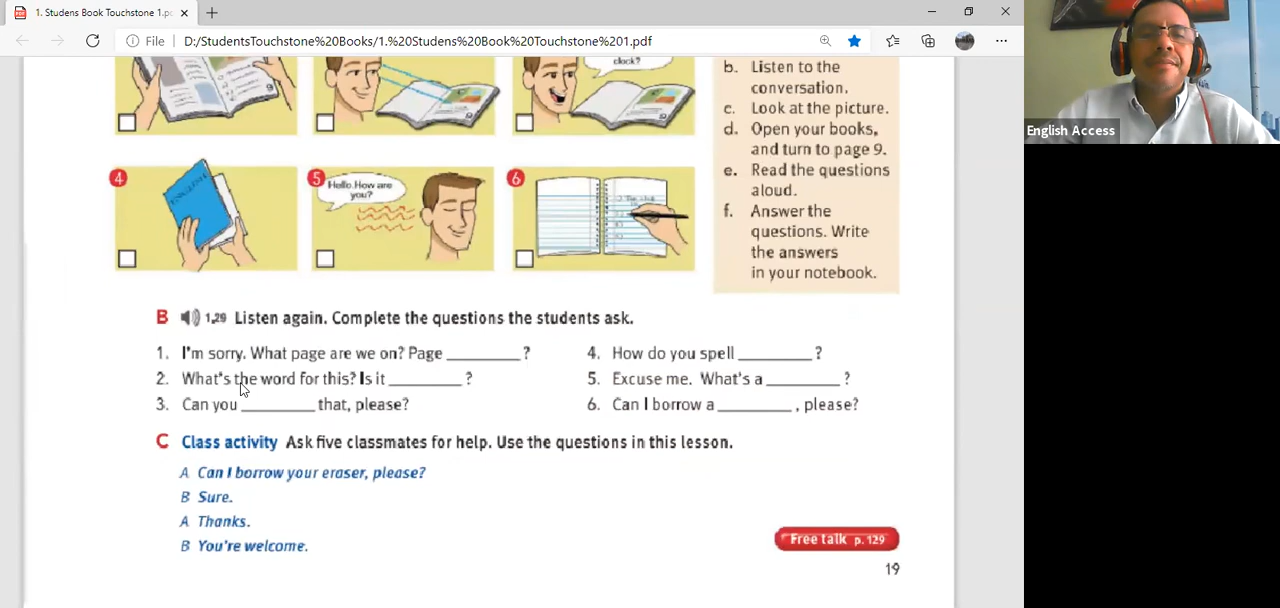 1. Studens Book Touchstone 1.pc
File
D:/StudentsTouchstone%20Books/1.%20Studens%20Book%20Touchstone%201.pdf
English Access
clock?
b. Listen to the
conversation.
c. Look at the picture.
d. Open your books,
and turn to page 9.
e. Read the questions
aloud.
f. Answer the
questions. Write
the answers
in your notebook.
4
5
Hello. How are
you?
6
B 1.29 Listen again. Complete the questions the students ask.
1. I'm sorry. What page are we on? Page ________ ?
2. What's the word for this? Is it ________ ?
3. Can you ________ that, please?
4. How do you spell ________ ?
5. Excuse me. What's a ________ ?
6. Can I borrow a ________ , please?
C Class activity Ask five classmates for help. Use the questions in this lesson.
A Can I borrow your eraser, please?
B Sure.
A Thanks.
B You're welcome.
Free talk p. 129
19